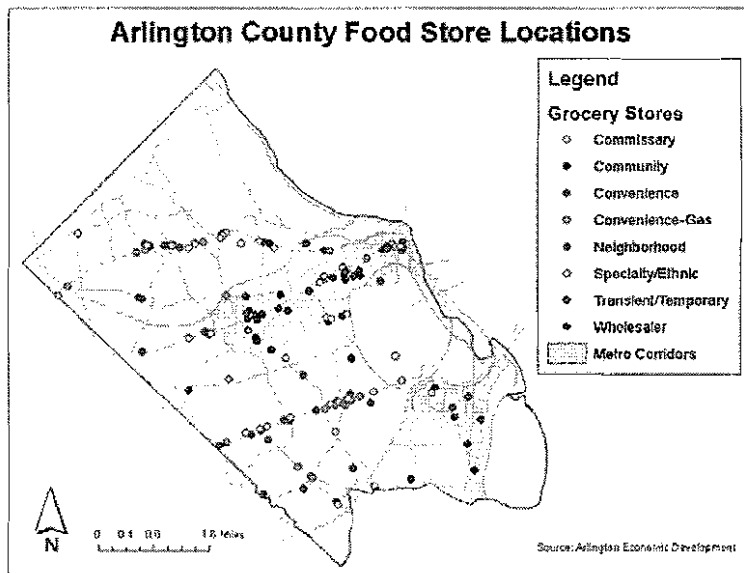 Arlington County Food Store Locations
Legend
Grocery Stores
Commissary
Community
Convenience
Convenience-Gas
Neighborhood
Specialty/Ethnic
Transient/Temporary
Wholesaler
Metro Corridors
N
Miles
Source: Arlington Economic Development